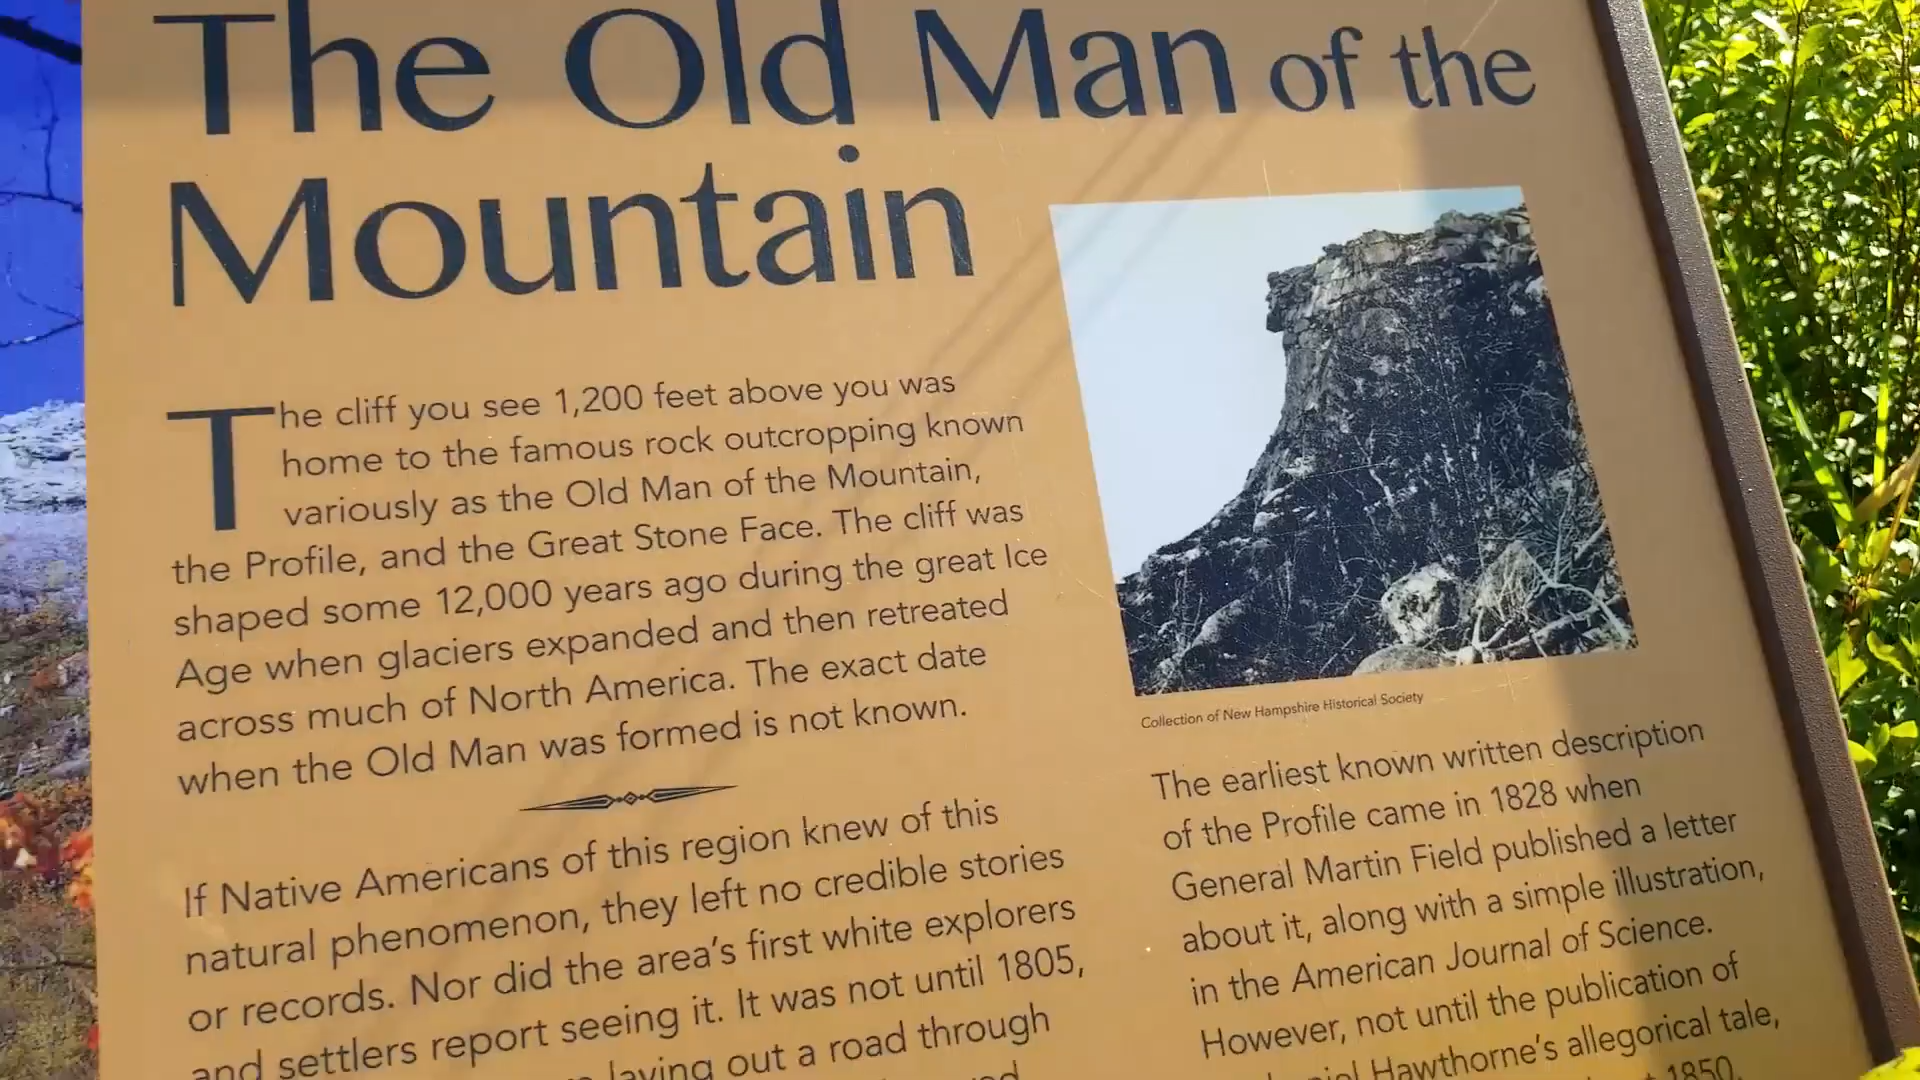 The Old Man of the
Mountain
The cliff you see 1,200 feet above you was
home to the famous rock outcropping known
variously as the Old Man of the Mountain,
the Profile, and the Great Stone Face. The cliff was
shaped some 12,000 years ago during the great Ice
Age when glaciers expanded and then retreated
across much of North America. The exact date
when the Old Man was formed is not known.
If Native Americans of this region knew of this
natural phenomenon, they left no credible stories
or records. Nor did the area's first white explorers
and settlers report seeing it. It was not until 1805,
laying out a road through
Collection of New Hampshire Historical Society
The earliest known written description
of the Profile came in 1828 when
General Martin Field published a letter
about it, along with a simple illustration,
in the American Journal of Science.
However, not until the publication of
Hawthorne's allegorical tale,
1850,